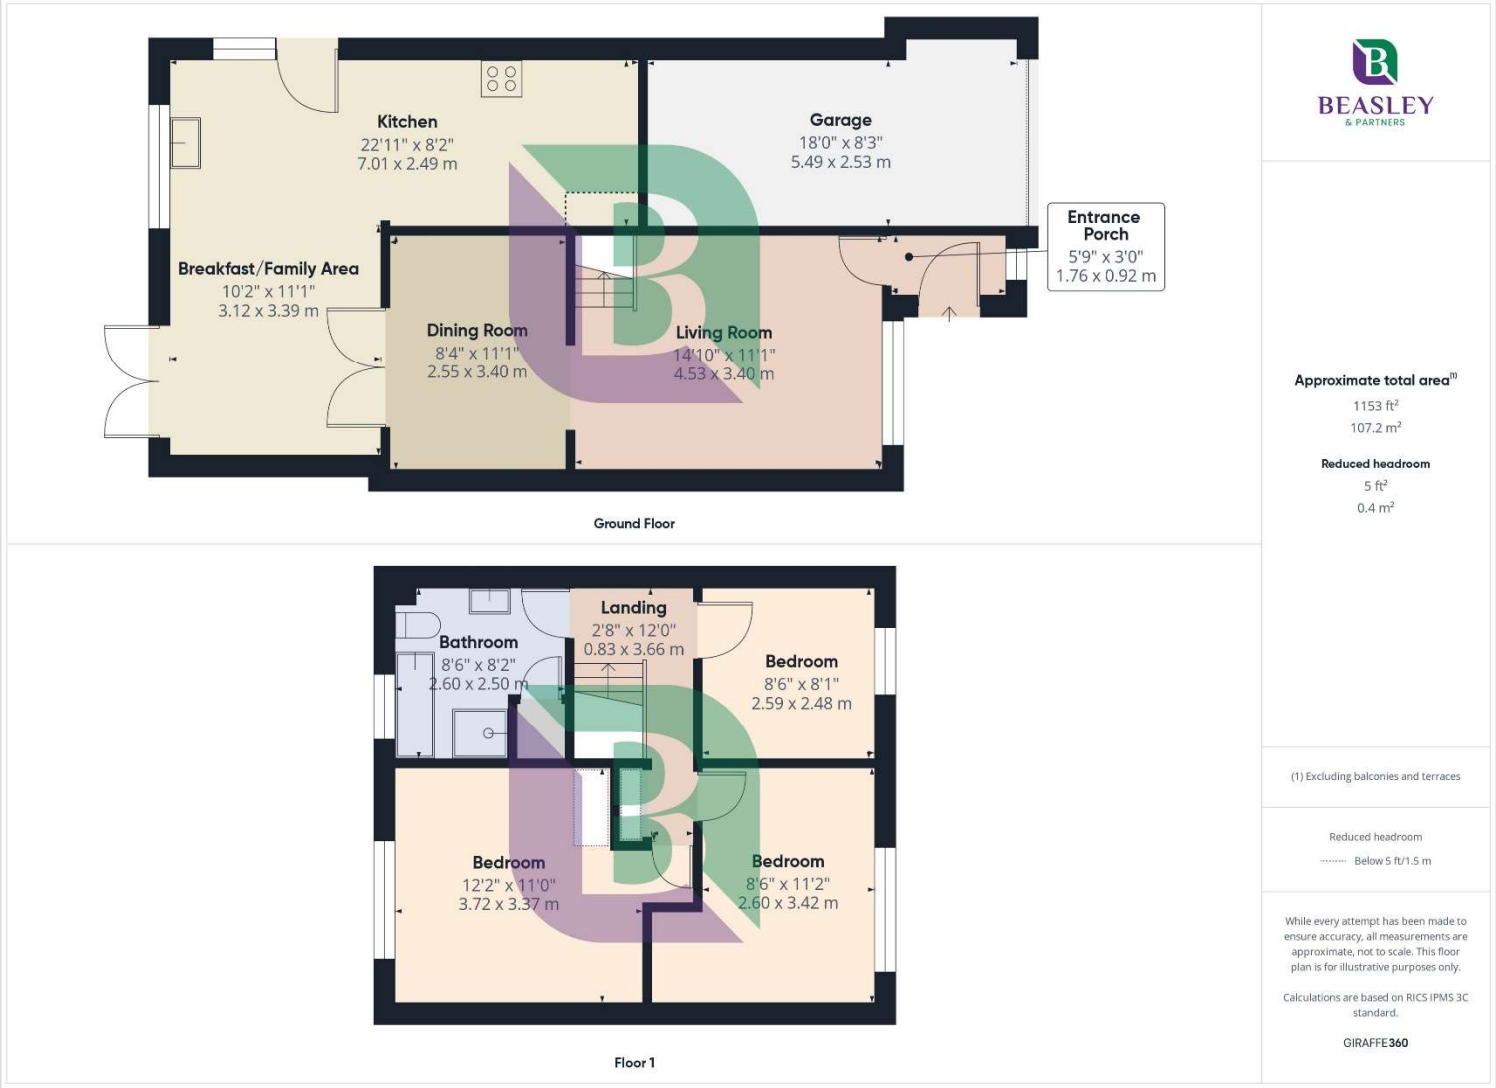 Kitchen
22'11" x 8'2"
7.01 x 2.49 m
Garage
18'0" x 8'3"
5.49 x 2.53 m
Entrance
Porch
5'9" x 3'0"
1.76 x 0.92 m
Breakfast/Family Area
10'2" x 11'1"
3.12 x 3.39 m
Dining Room
8'4" x 11'1"
2.55 x 3.40 m
Living Room
14'10" x 11'1"
4.53 x 3.40 m
B
Ground Floor
Landing
2'8" x 12'0"
0.83 x 3.66 m
Bathroom
8'6" x 8'2"
2.60 x 2.50 m
Bedroom
8'6" x 8'1"
2.59 x 2.48 m
Bedroom
12'2" x 11'0"
3.72 x 3.37 m
Bedroom
8'6" x 11'2"
2.60 x 3.42 m
B
Floor 1
B
BEASLEY
& PARTNERS
Approximate total area(1)
1153 ft²
107.2 m²
Reduced headroom
5 ft²
0.4 m²
(1) Excluding balconies and terraces
Reduced headroom
Below 5 ft/1.5 m
While every attempt has been made to
ensure accuracy, all measurements are
approximate, not to scale. This floor
plan is for illustrative purposes only.
Calculations are based on RICS IPMS 3C
standard.
GIRAFFE360